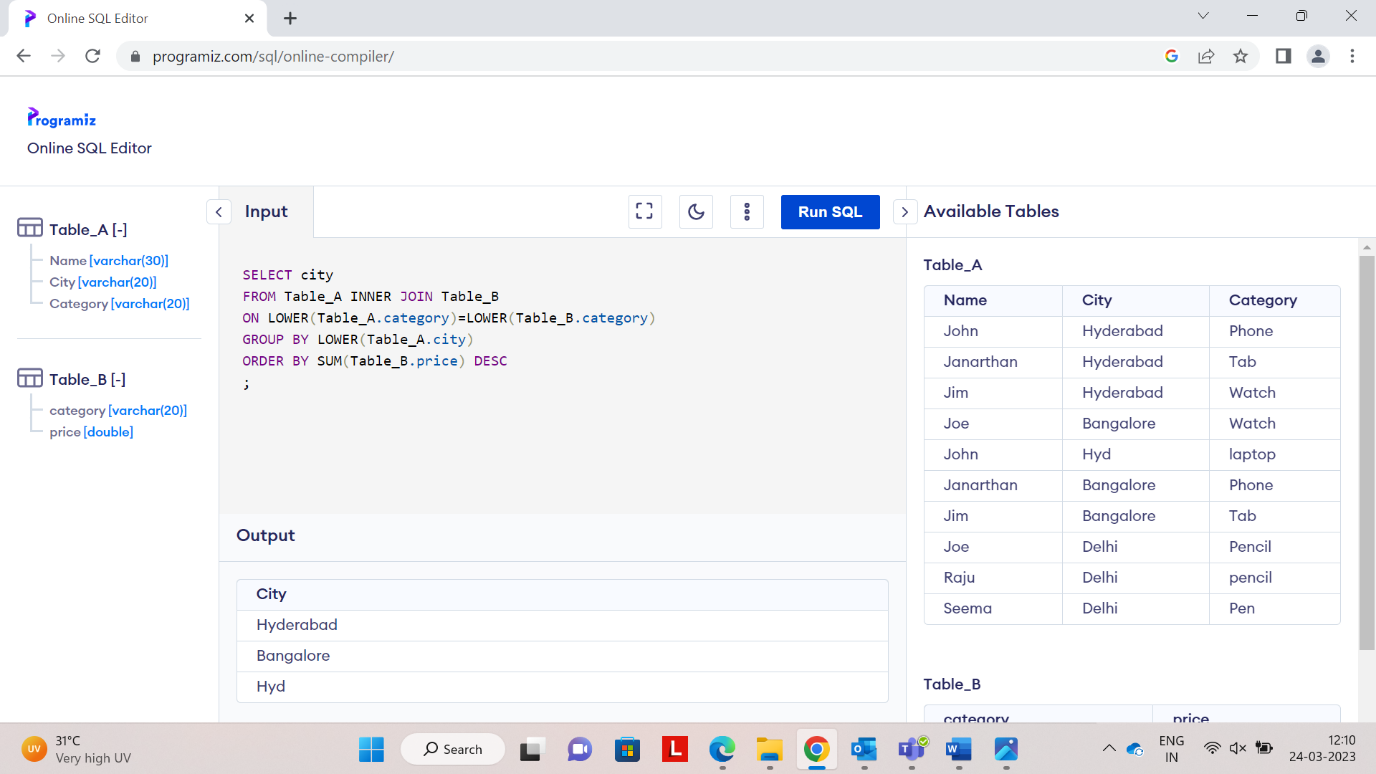 Online SQL Editor
programiz.com/sql/online-compiler/
Programiz
Online SQL Editor
Table_A [-]
Name [varchar(30)]
City [varchar(20)]
Category [varchar(20)]
Table_B [-]
category [varchar(20)]
price [double]
Input
Run SQL
SELECT city
FROM Table_A INNER JOIN Table_B
ON LOWER(Table_A.category)=LOWER(Table_B.category)
GROUP BY LOWER(Table_A.city)
ORDER BY SUM(Table_B.price) DESC
;
Output
City
Hyderabad
Bangalore
Hyd
Available Tables
Table_A
Name City Category
John Hyderabad Phone
Janarthan Hyderabad Tab
Jim Hyderabad Watch
Joe Bangalore Watch
John Hyd laptop
Janarthan Bangalore Phone
Jim Bangalore Tab
Joe Delhi Pencil
Raju Delhi pencil
Seema Delhi Pen
Table_B
category price
UV
31°C
Very high UV
Search
L
T
W
ENG
IN
12:10
24-03-2023